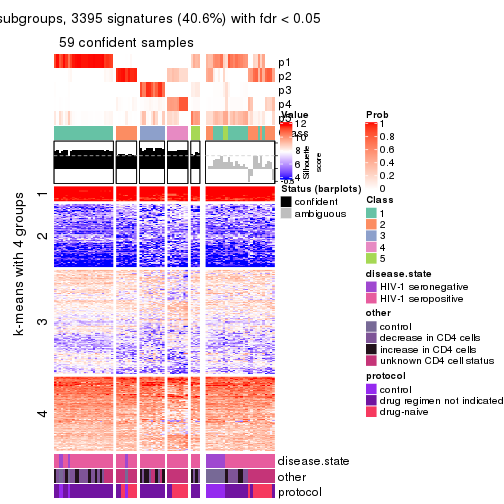 subgroups, 3395 signatures (40.6%) with fdr < 0.05
59 confident samples
p1
p2
p3
p4
Value
12
10
8
6
4
Silhouette
score
Status (barplots)
confident
ambiguous
Prob
1
0.8
0.6
0.4
0.2
0
Class
1
2
3
4
5
disease.state
HIV-1 seronegative
HIV-1 seropositive
other
control
decrease in CD4 cells
increase in CD4 cells
unknown CD4 cell status
protocol
control
drug regimen not indicated
drug-naive
k-means with 4 groups
1
2
3
4
disease.state
other
protocol